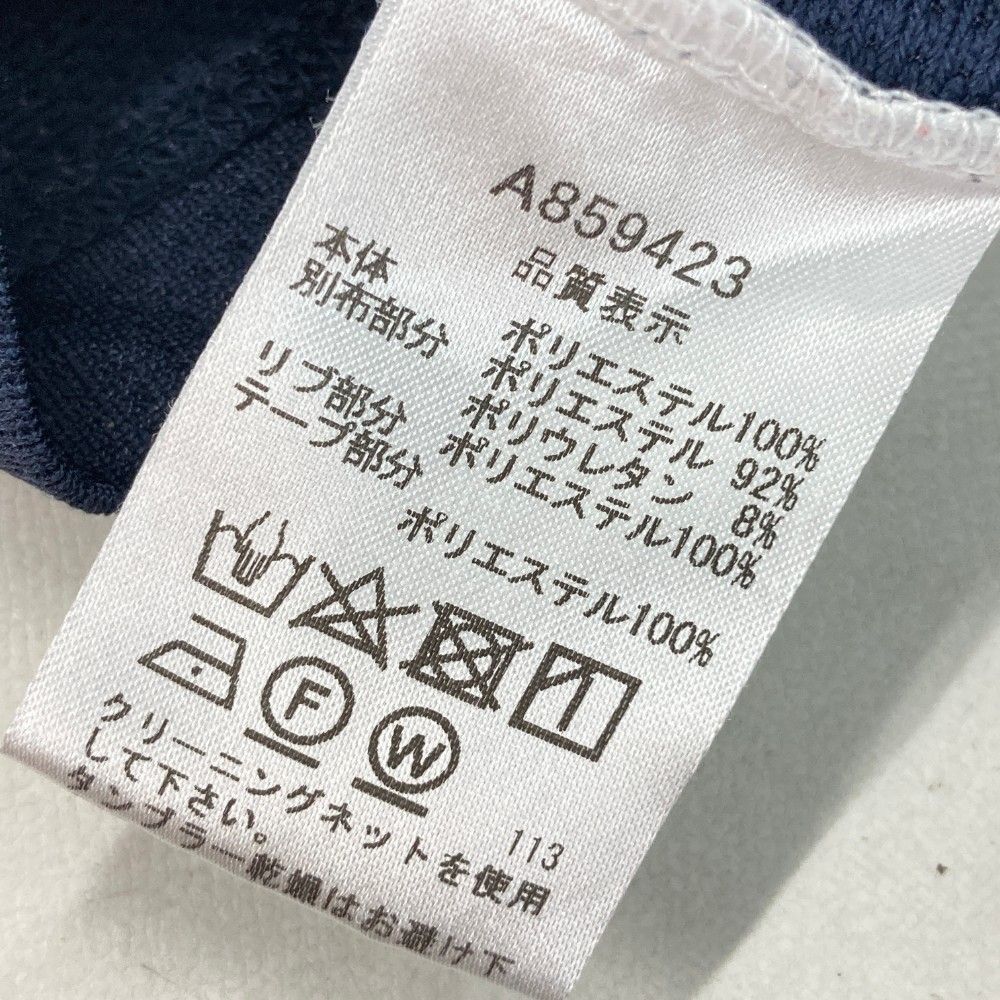 A859423
品質表示
本体 ポリエステル100%
別布部分 ポリエステル 92%
ポリウレタン 8%
リブ部分 ポリエステル100%
テープ部分 ポリエステル100%
F
W
113
クリーニングネットを使用
して下さい。
タンブラー乾燥はお避け下